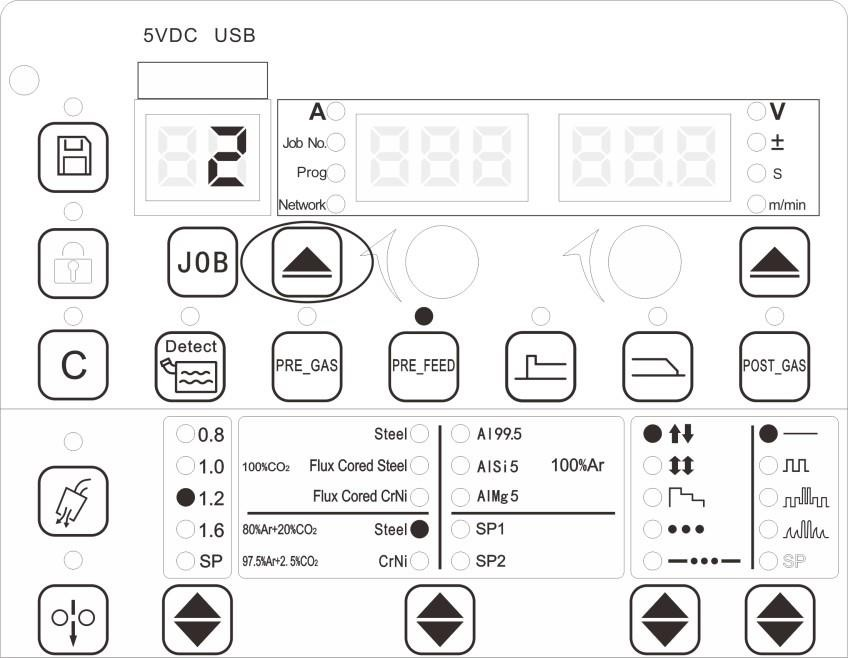 5VDC USB
A
V
2
Job No.
±
Prog
S
Network
m/min
JOB
Detect
C
PRE_GAS
PRE_FEED
POST_GAS
0.8
Steel
Al99.5
1.0
100%CO₂
Flux Cored Steel
AlSi5
100%Ar
1.2
Flux Cored CrNi
AlMg5
1.6
80%Ar+20%CO₂
Steel
SP1
SP
97.5%Ar+2.5%CO₂
CrNi
SP2
SP